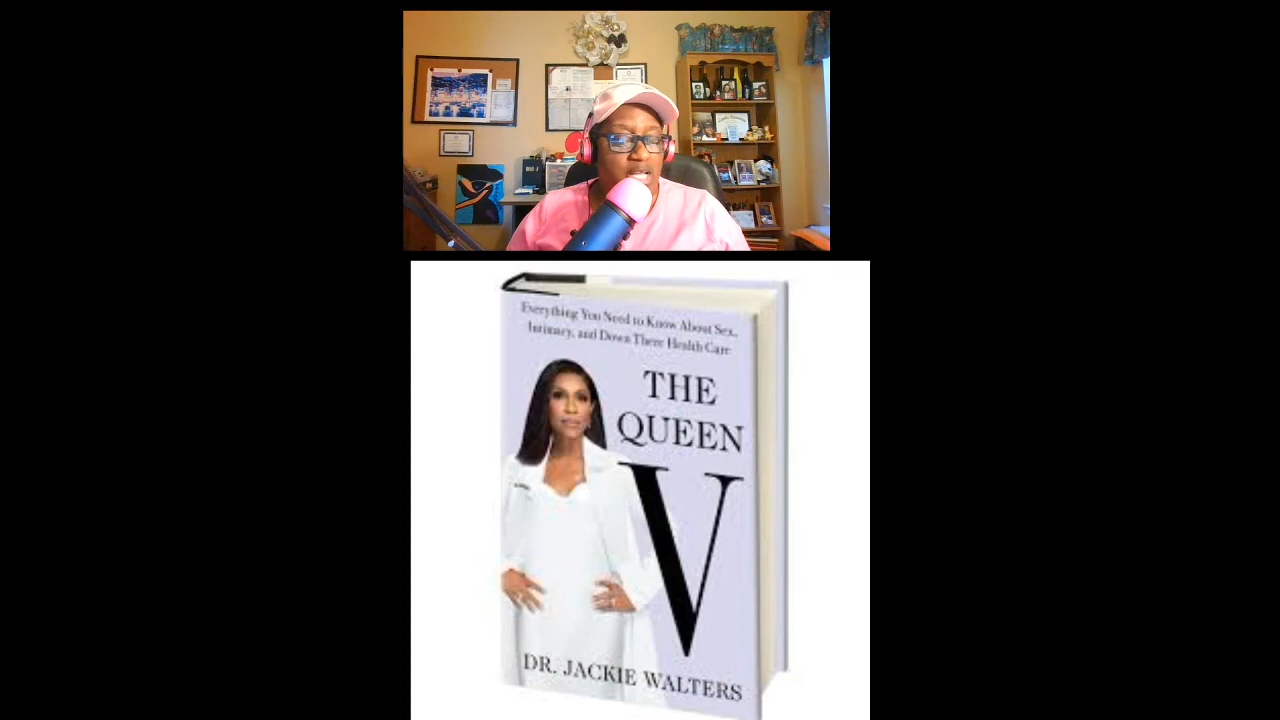 Everything You Need to Know About Sex,
Intimacy, and Down There Health Care
THE
QUEEN
V
DR. JACKIE WALTERS